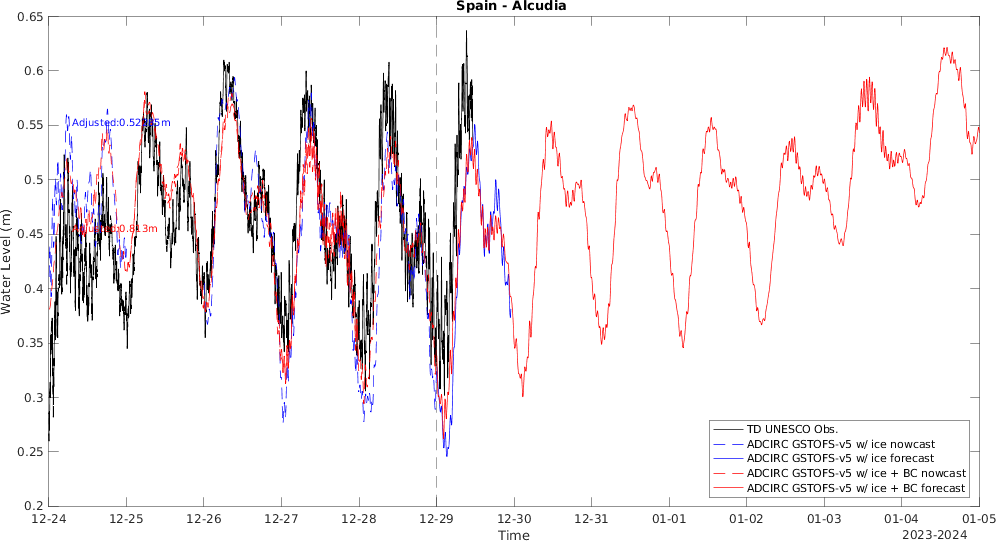 Spain - Alcudia
Water Level (m)
0.65
0.6
0.55
0.5
0.45
0.4
0.35
0.3
0.25
0.2
Adjusted:0.813m
TD UNESCO Obs.
ADCIRC GSTOFS-v5 w/ ice nowcast
ADCIRC GSTOFS-v5 w/ ice forecast
ADCIRC GSTOFS-v5 w/ ice + BC nowcast
ADCIRC GSTOFS-v5 w/ ice + BC forecast
12-24 12-25 12-26 12-27 12-28 12-29 12-30 12-31 01-01 01-02 01-03 01-04 01-05
Time
2023-2024